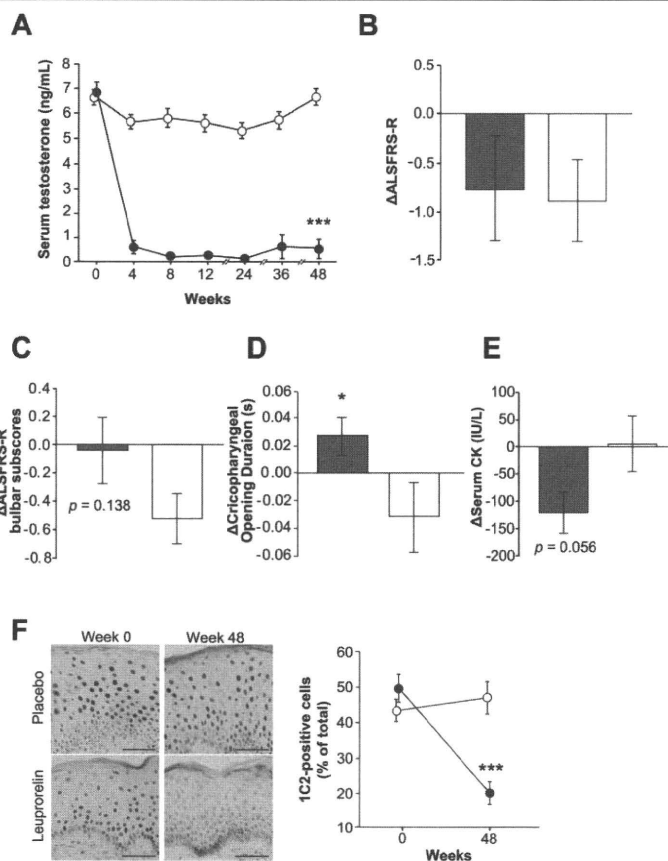 A
Serum testosterone (ng/mL)
8
7
6
5
4
3
2
1
0
***
0 4 8 12 24 36 48
Weeks
B
ΔALSFRS-R
0.5
0.0
-0.5
-1.0
-1.5
C
ΔALSFRS-R
bulbar subscores
0.4
0.2
-0.0
-0.2
-0.4
-0.6
-0.8
p = 0.138
D
ΔCricopharyngeal
Opening Duraion (s)
0.06
0.04
0.02
0.00
-0.02
-0.04
-0.06
*
E
ΔSerum CK (IU/L)
100
50
0
-50
-100
-150
-200
p = 0.056
F
Week 0 Week 48
Placebo
Leuprorelin
1C2-positive cells
(% of total)
60
50
40
30
20
10
***
0 48
Weeks